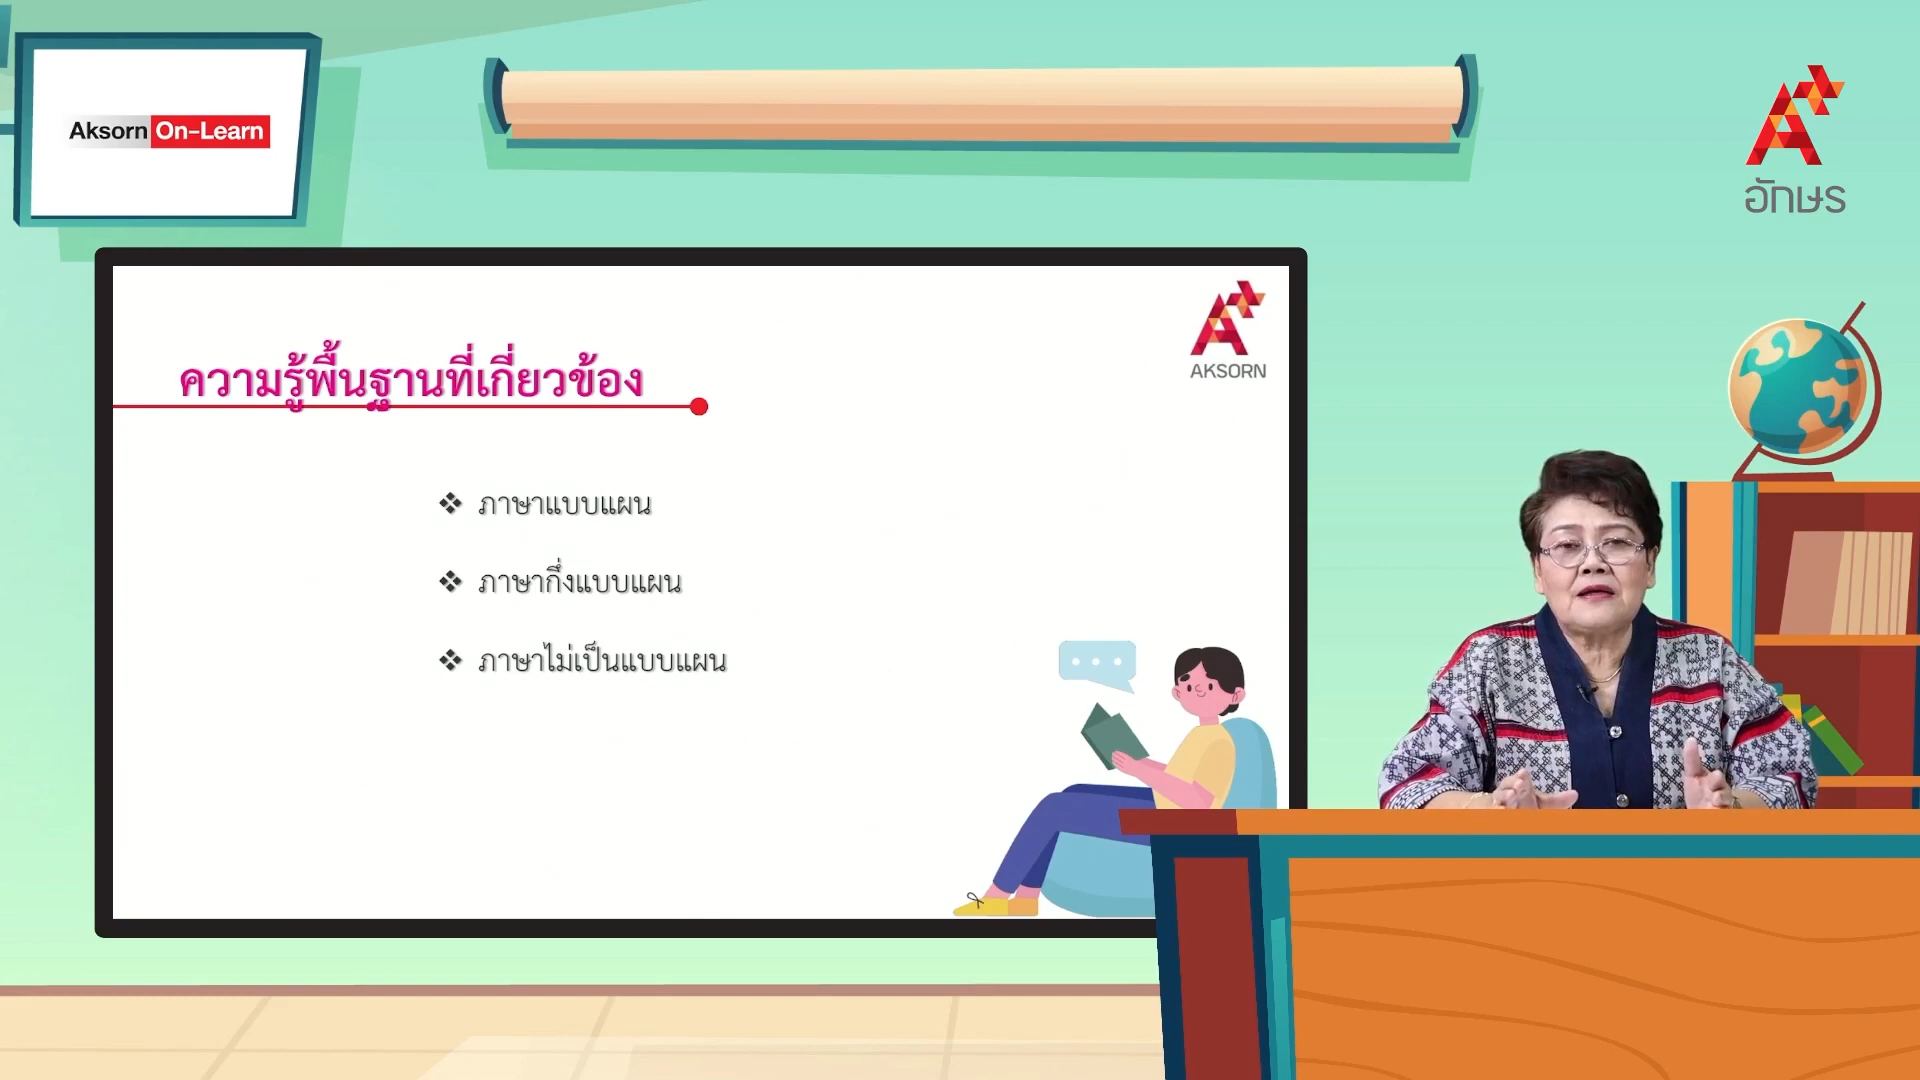 Aksorn On-Learn
อักษร
AKSORN
ความรู้พื้นฐานที่เกี่ยวข้อง
❖ ภาษาแบบแผน
❖ ภาษากึ่งแบบแผน
❖ ภาษาไม่เป็นแบบแผน